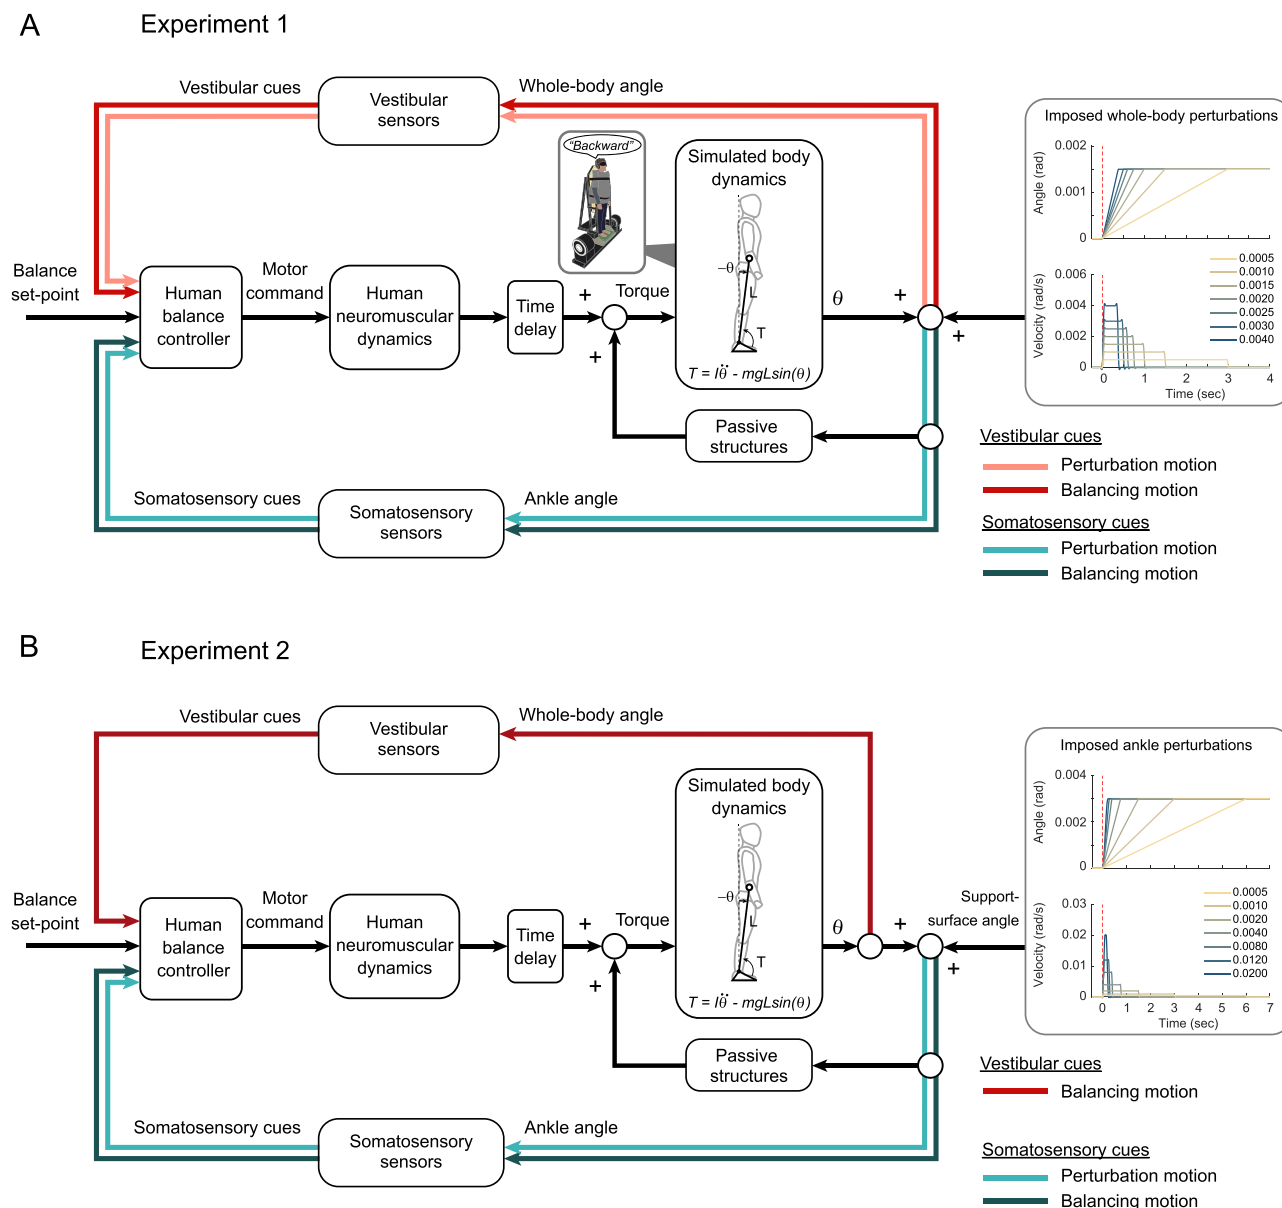 A
Experiment 1
Vestibular cues
Vestibular
sensors
Whole-body angle
"Backward"
Simulated body
dynamics
−θ
L
T
T = Iθ̈ - mgLsin(θ)
Balance
set-point
Human
balance
controller
Motor
command
Human
neuromuscular
dynamics
Time
delay
+
+
Torque
θ
+
+
Passive
structures
Somatosensory cues
Somatosensory
sensors
Ankle angle
Imposed whole-body perturbations
Angle (rad)
0.002
0.001
0
Velocity (rad/s)
0.006
0.004
0.002
0
0.0005
0.0010
0.0015
0.0020
0.0025
0.0030
0.0040
0 1 2 3 4
Time (sec)
Vestibular cues
Perturbation motion
Balancing motion
Somatosensory cues
Perturbation motion
Balancing motion
B
Experiment 2
Vestibular cues
Vestibular
sensors
Whole-body angle
Simulated body
dynamics
−θ
L
T
T = Iθ̈ - mgLsin(θ)
Balance
set-point
Human
balance
controller
Motor
command
Human
neuromuscular
dynamics
Time
delay
+
+
Torque
θ
+
+
Support-
surface angle
Passive
structures
Somatosensory cues
Somatosensory
sensors
Ankle angle
Imposed ankle perturbations
Angle (rad)
0.004
0.002
0
Velocity (rad/s)
0.03
0.02
0.01
0
0.0005
0.0010
0.0020
0.0040
0.0080
0.0120
0.0200
0 1 2 3 4 5 6 7
Time (sec)
Vestibular cues
Balancing motion
Somatosensory cues
Perturbation motion
Balancing motion